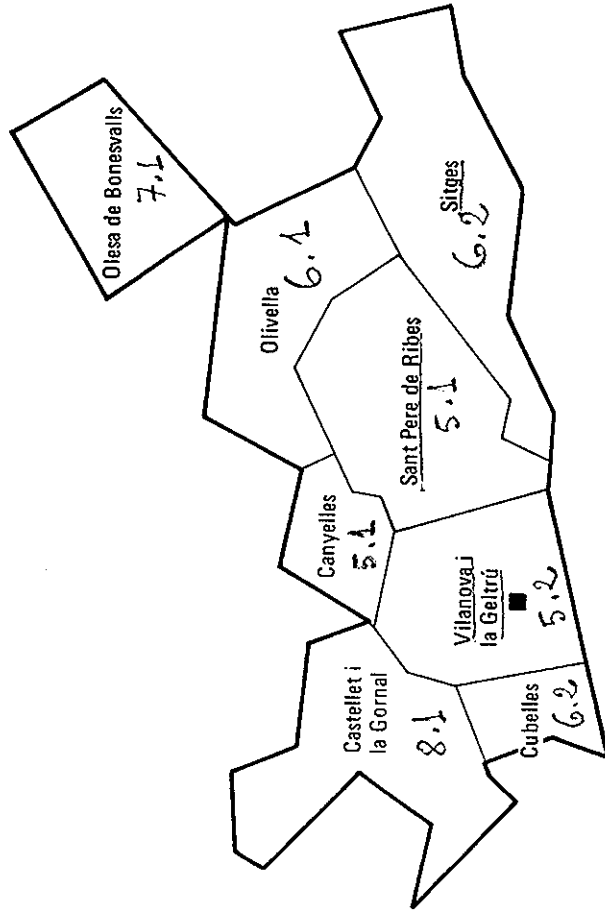 Olesa de Bonesvalls
7.1
Olivella
6.1
Sitges
6.2
Sant Pere de Ribes
5.1
Canyelles
5.1
Vilanova i
la Geltrú
5.2
Castellet i
la Gornal
8.1
Cubelles
6.2